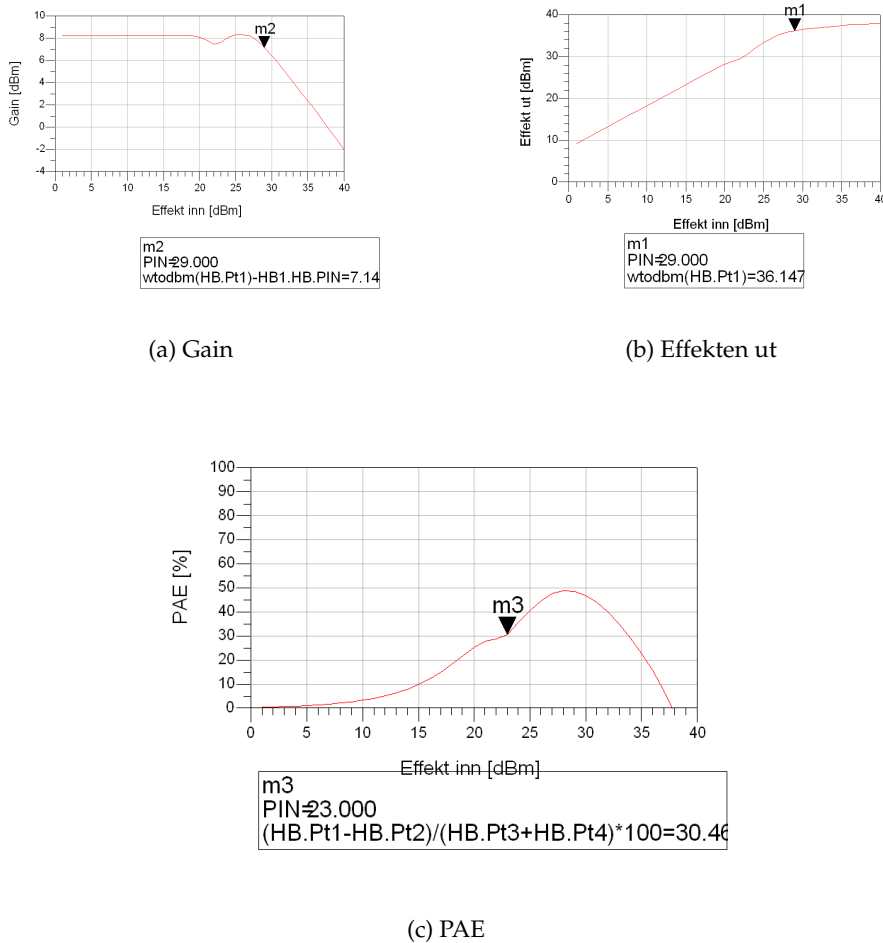 10
8
6
4
2
0
-2
-4
Gain [dBm]
m2
0 5 10 15 20 25 30 35 40
Effekt inn [dBm]
m2
PIN=29.000
wtodbm(HB.Pt1)-HB1.HB.PIN=7.14
(a) Gain
40
30
20
10
0
Effekt ut [dBm]
m1
0 5 10 15 20 25 30 35 40
Effekt inn [dBm]
m1
PIN=29.000
wtodbm(HB.Pt1)=36.147
(b) Effekten ut
100
90
80
70
60
50
40
30
20
10
0
PAE [%]
m3
0 5 10 15 20 25 30 35 40
Effekt inn [dBm]
m3
PIN=23.000
(HB.Pt1-HB.Pt2)/(HB.Pt3+HB.Pt4)*100=30.46
(c) PAE